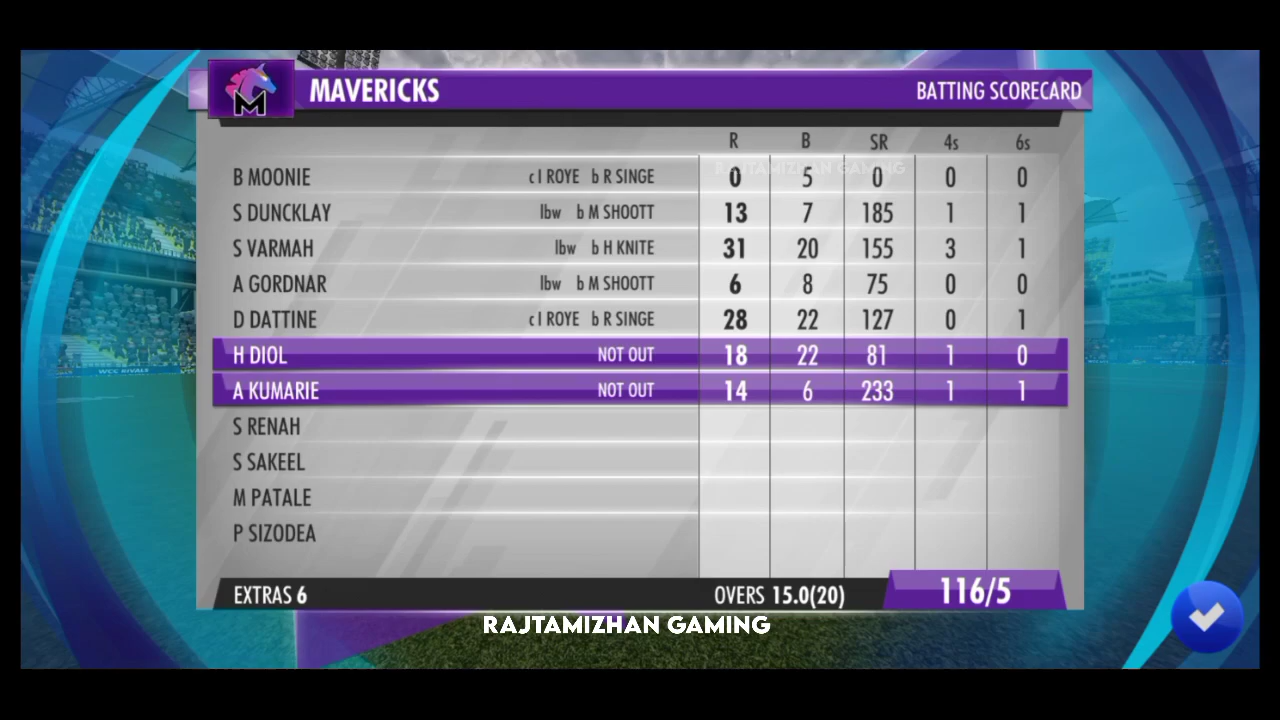 M
MAVERICKS BATTING SCORECARD
R B SR 4s 6s
RAJTAMIZHAN GAMING
B MOONIE c I ROYE b R SINGE 0 5 0 0 0
S DUNCKLAY lbw b M SHOOTT 13 7 185 1 1
S VARMAH lbw b H KNITE 31 20 155 3 1
A GORDNAR lbw b M SHOOTT 6 8 75 0 0
D DATTINE c I ROYE b R SINGE 28 22 127 0 1
H DIOL NOT OUT 18 22 81 1 0
A KUMARIE NOT OUT 14 6 233 1 1
S RENAH
S SAKEEL
M PATALE
P SIZODEA
EXTRAS 6 OVERS 15.0(20) 116/5
RAJTAMIZHAN GAMING
WCC RIVALS